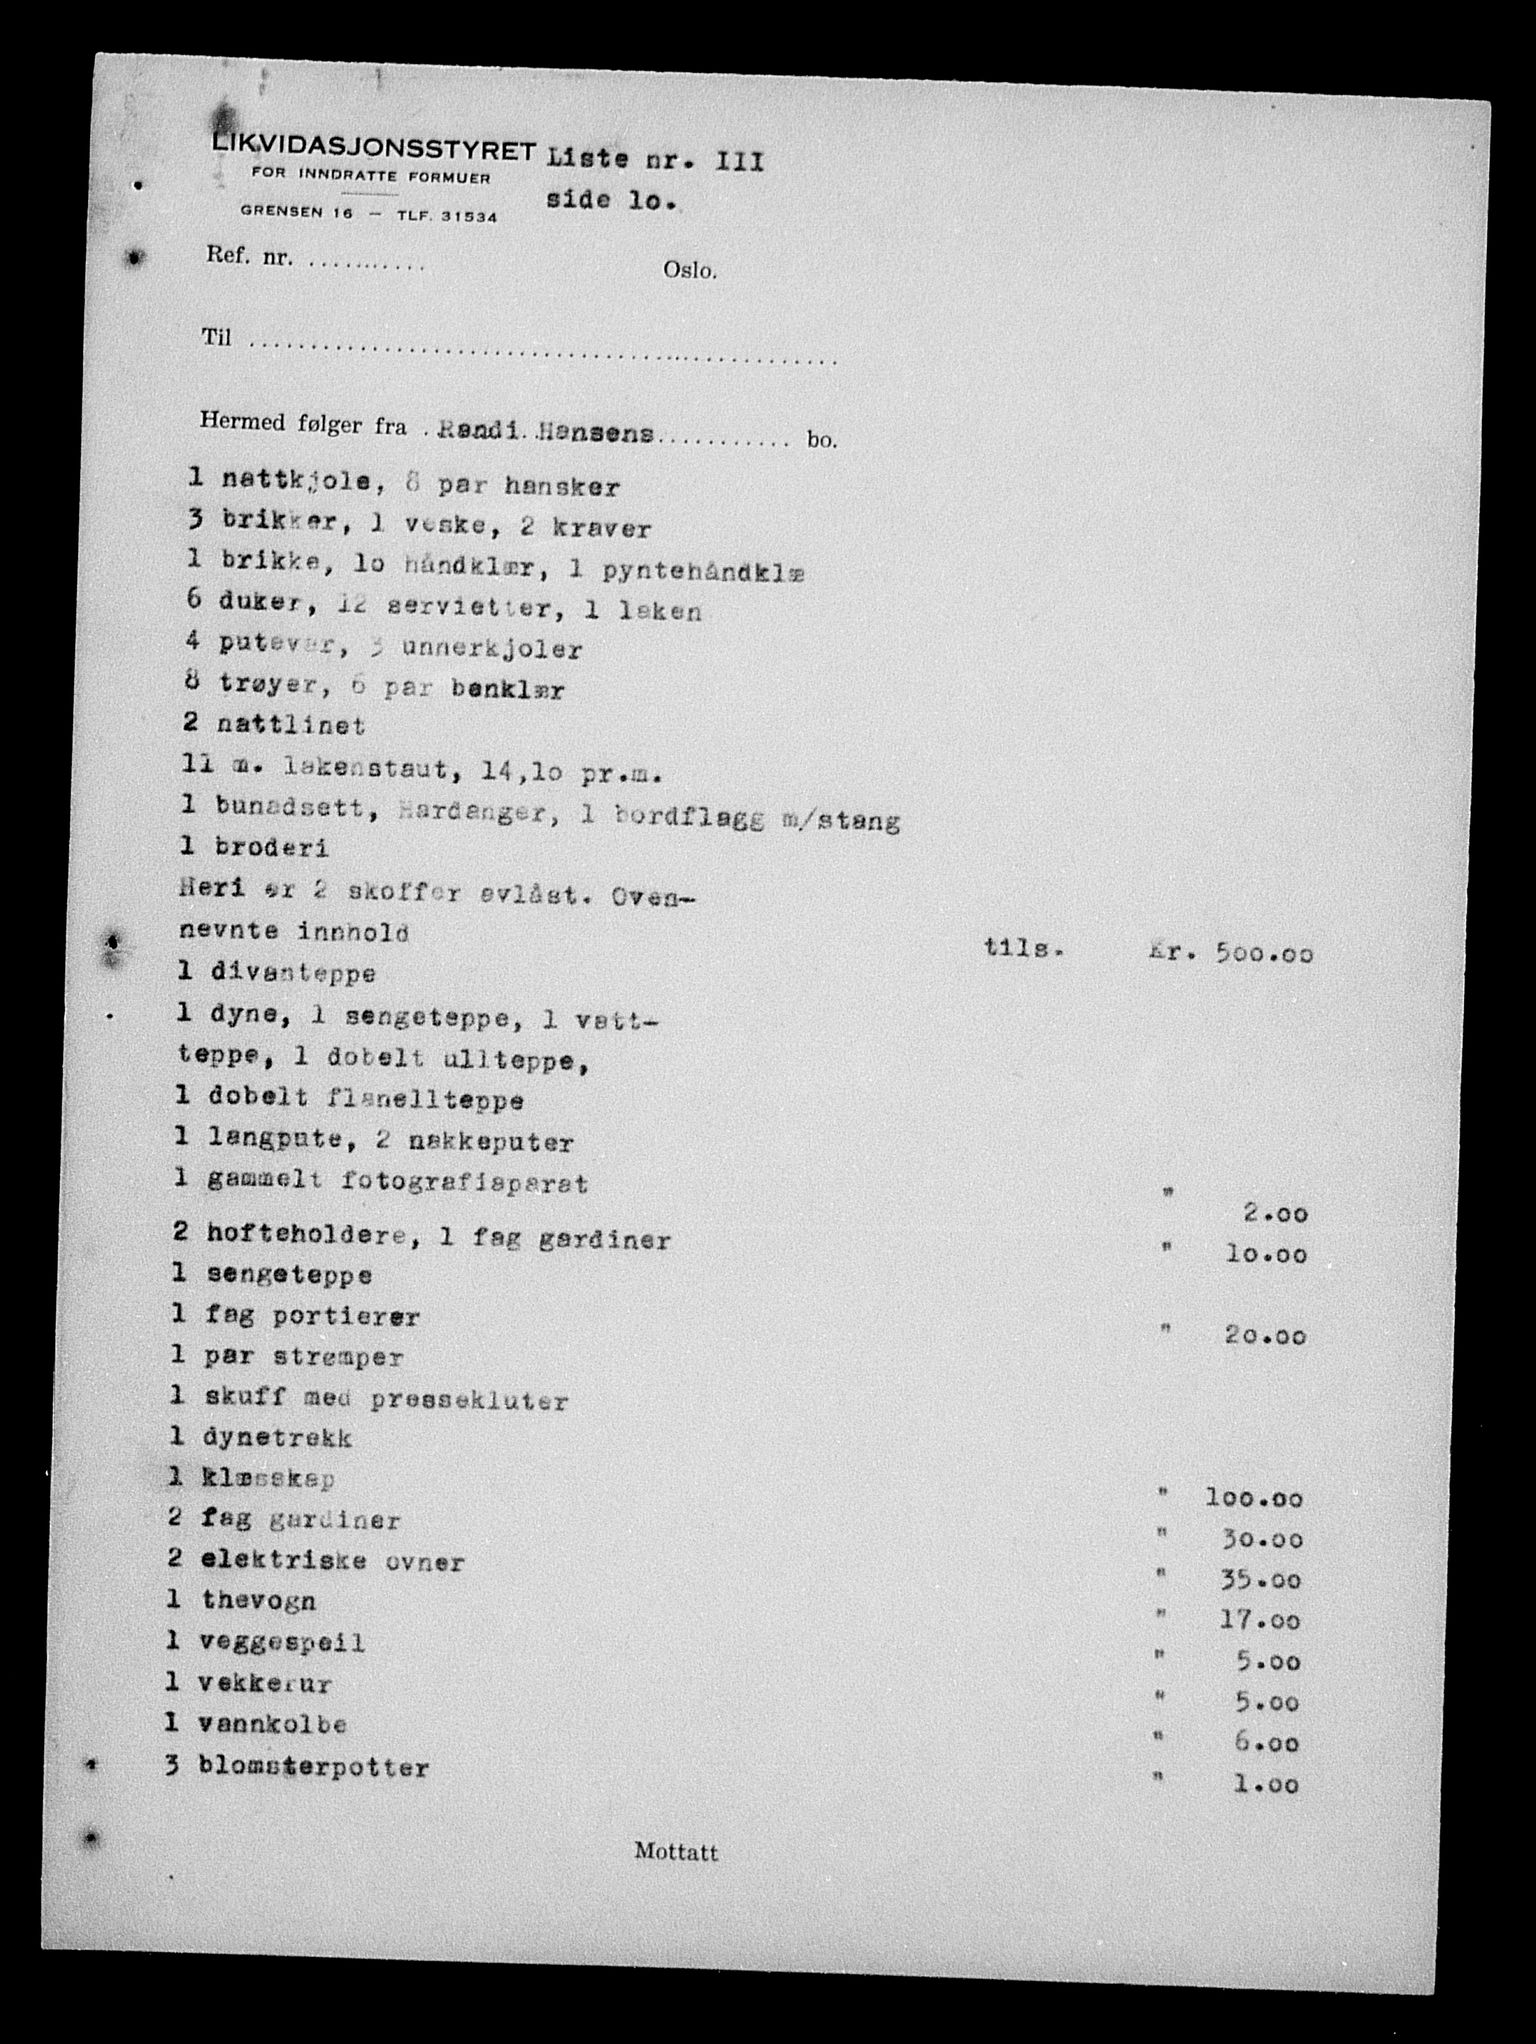 LIKVIDASJONSSTYRET Liste nr. III
FOR INNDRATTE FORMUER
side lo.
GRENSEN 16 — TLF. 31534
Ref. nr. ........... Oslo.
Til ................................................
Hermed følger fra . Randi Hansens ........... bo.
1 nattkjole, 8 par hansker
3 brikker, 1 veske, 2 kraver
1 brikke, lo håndklær, 1 pyntehåndklæ
6 duker, 12 servietter, 1 laken
4 putevar, 3 unnerkjoler
8 trøyer, 6 par benklær
2 nattlinet
11 m. lakenstaut, 14,lo pr.m.
1 bunadsett, Hardanger, 1 bordflagg m/stang
1 broderi
Heri er 2 skoffer avlåst. Oven-
nevnte innhold tils. Kr. 500.00
1 divanteppe
1 dyne, 1 sengeteppe, 1 vatt-
teppe, 1 dobelt ullteppe,
1 dobelt flanellteppe
1 langpute, 2 nakkeputer
1 gammelt fotografiaparat " 2.00
2 hofteholdere, 1 fag gardiner " 10.00
1 sengeteppe
1 fag portierer " 20.00
1 par strømper
1 skuff med pressekluter
1 dynetrekk
1 klæsskap " 100.00
2 fag gardiner " 30.00
2 elektriske ovner " 35.00
1 thevogn " 17.00
1 veggespeil " 5.00
1 vekkerur " 5.00
1 vannkolbe " 6.00
3 blomsterpotter " 1.00
Mottatt